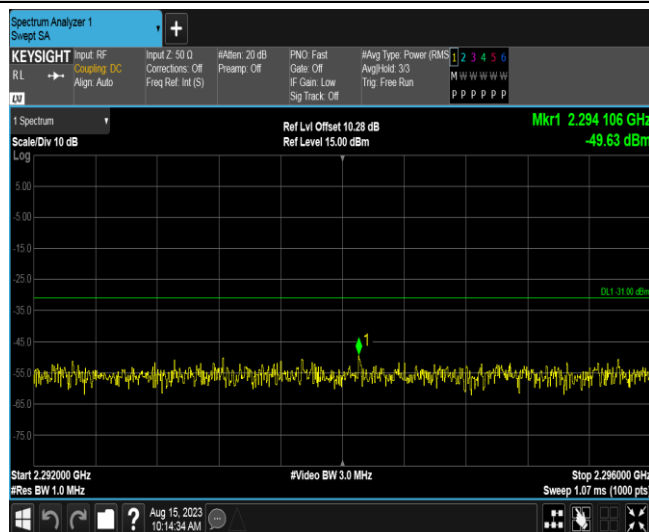 Spectrum Analyzer 1
Swept SA
+
KEYSIGHT Input: RF Input Z: 50 Ω #Atten: 20 dB PNO: Fast #Avg Type: Power (RMS 1 2 3 4 5 6
RL Coupling: DC Corrections: Off Preamp: Off Gate: Off Avg|Hold: 3/3 M W W W W W
Align: Auto Freq Ref: Int (S) IF Gain: Low Trig: Free Run
Sig Track: Off P P P P P P
LXI
1 Spectrum Ref Lvl Offset 10.28 dB Mkr1 2.294 106 GHz
Scale/Div 10 dB Ref Level 15.00 dBm -49.63 dBm
Log
5.00
-5.00
-15.0
-25.0
DL1 -31.00 dBm
-35.0
-45.0
1
-55.0
-65.0
-75.0
Start 2.292000 GHz #Video BW 3.0 MHz Stop 2.296000 GHz
#Res BW 1.0 MHz Sweep 1.07 ms (1000 pts)
? Aug 15, 2023
10:14:34 AM